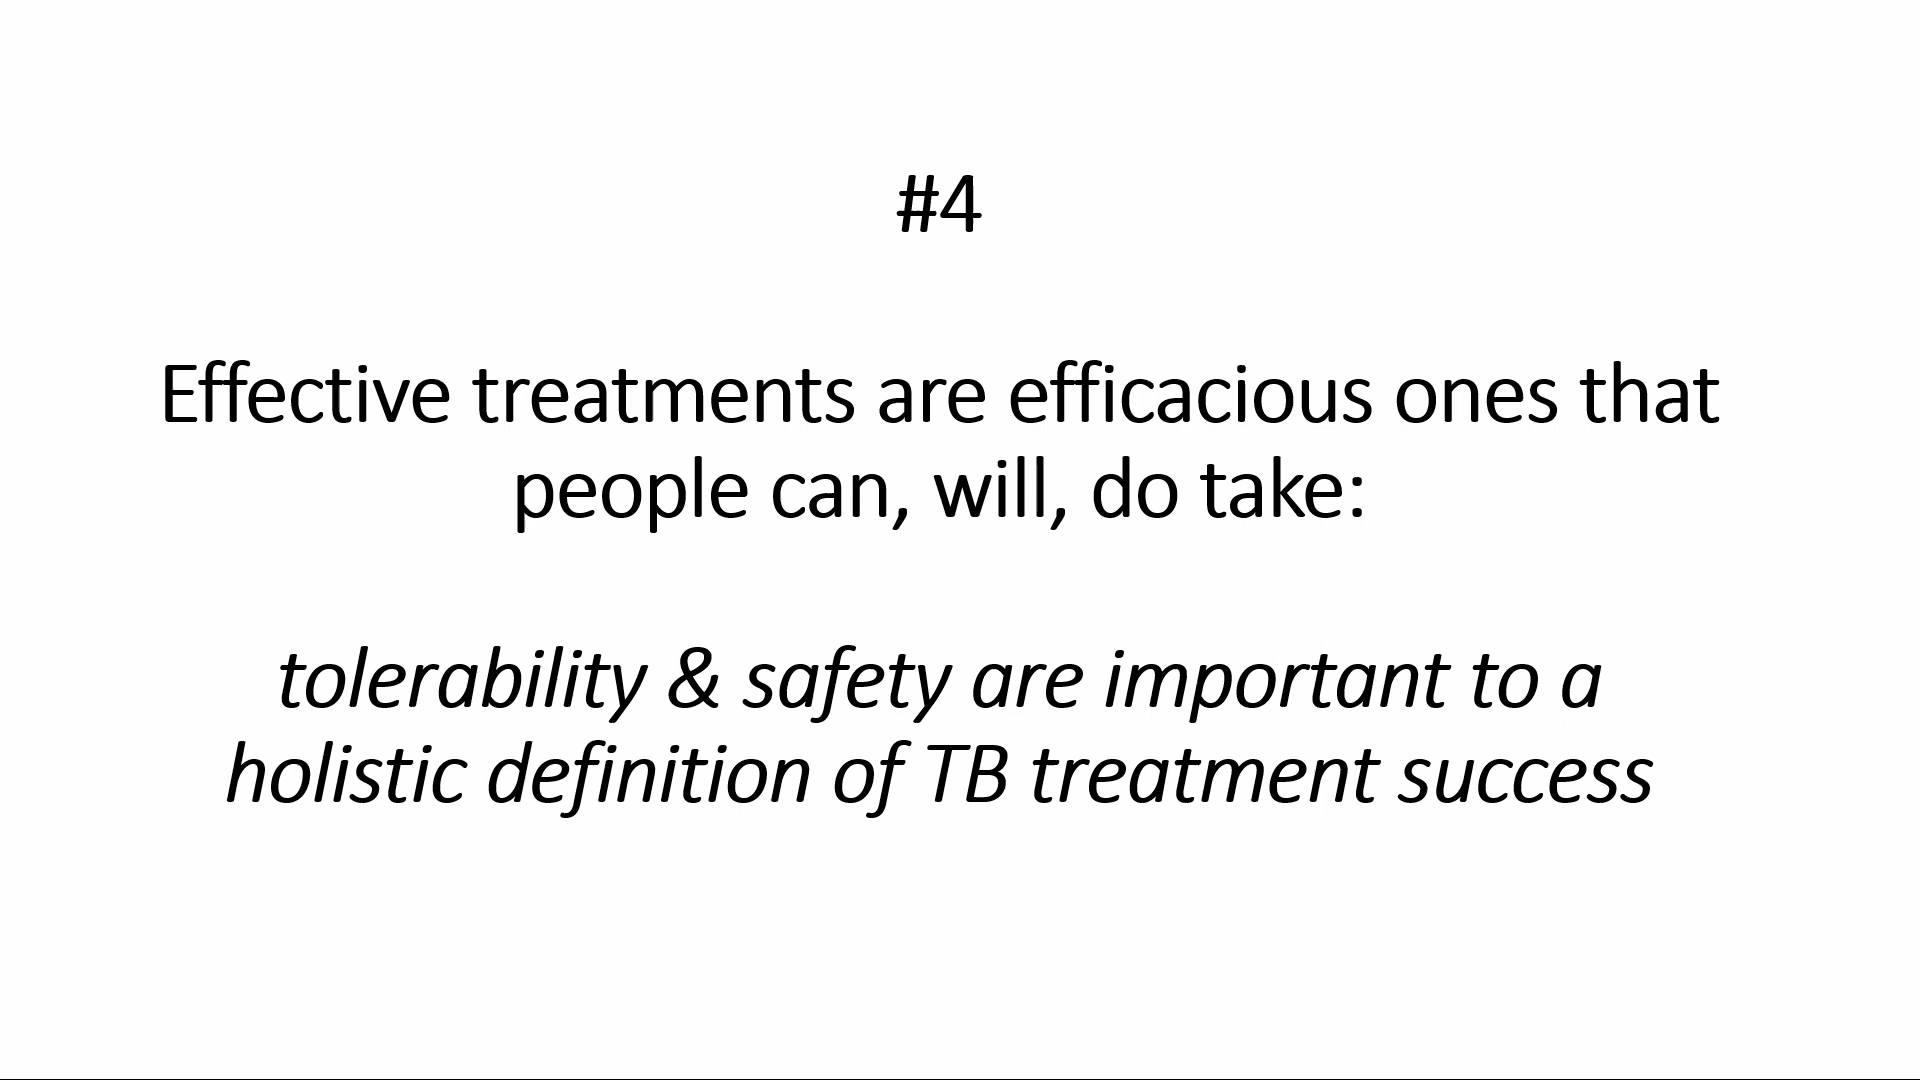 #4
Effective treatments are efficacious ones that
people can, will, do take:
tolerability & safety are important to a
holistic definition of TB treatment success